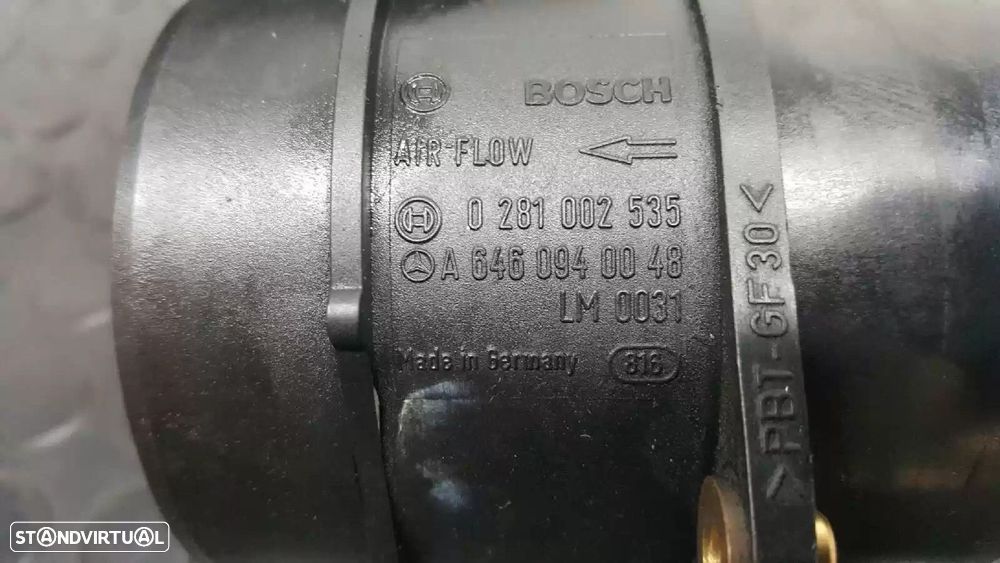 BOSCH
AIR-FLOW
0 281 002 535
A 646 094 00 48
LM 0031
Made in Germany 816
>PBT-GF30<
STANDVIRTUAL